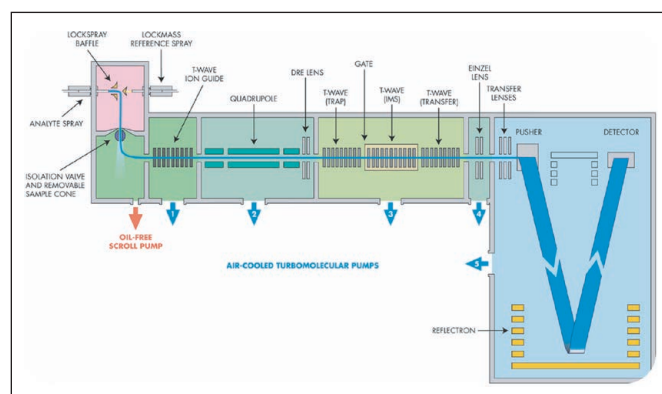 LOCKSPRAY
BAFFLE
LOCKMASS
REFERENCE SPRAY
T-WAVE
ION GUIDE
ANALYTE SPRAY
ISOLATION VALVE
AND REMOVABLE
SAMPLE CONE
QUADRUPOLE
DRE LENS
T-WAVE
(TRAP)
GATE
T-WAVE
(IMS)
T-WAVE
(TRANSFER)
EINZEL
LENS
TRANSFER
LENSES
PUSHER
DETECTOR
1
2
3
4
5
OIL-FREE
SCROLL PUMP
AIR-COOLED TURBOMOLECULAR PUMPS
REFLECTRON